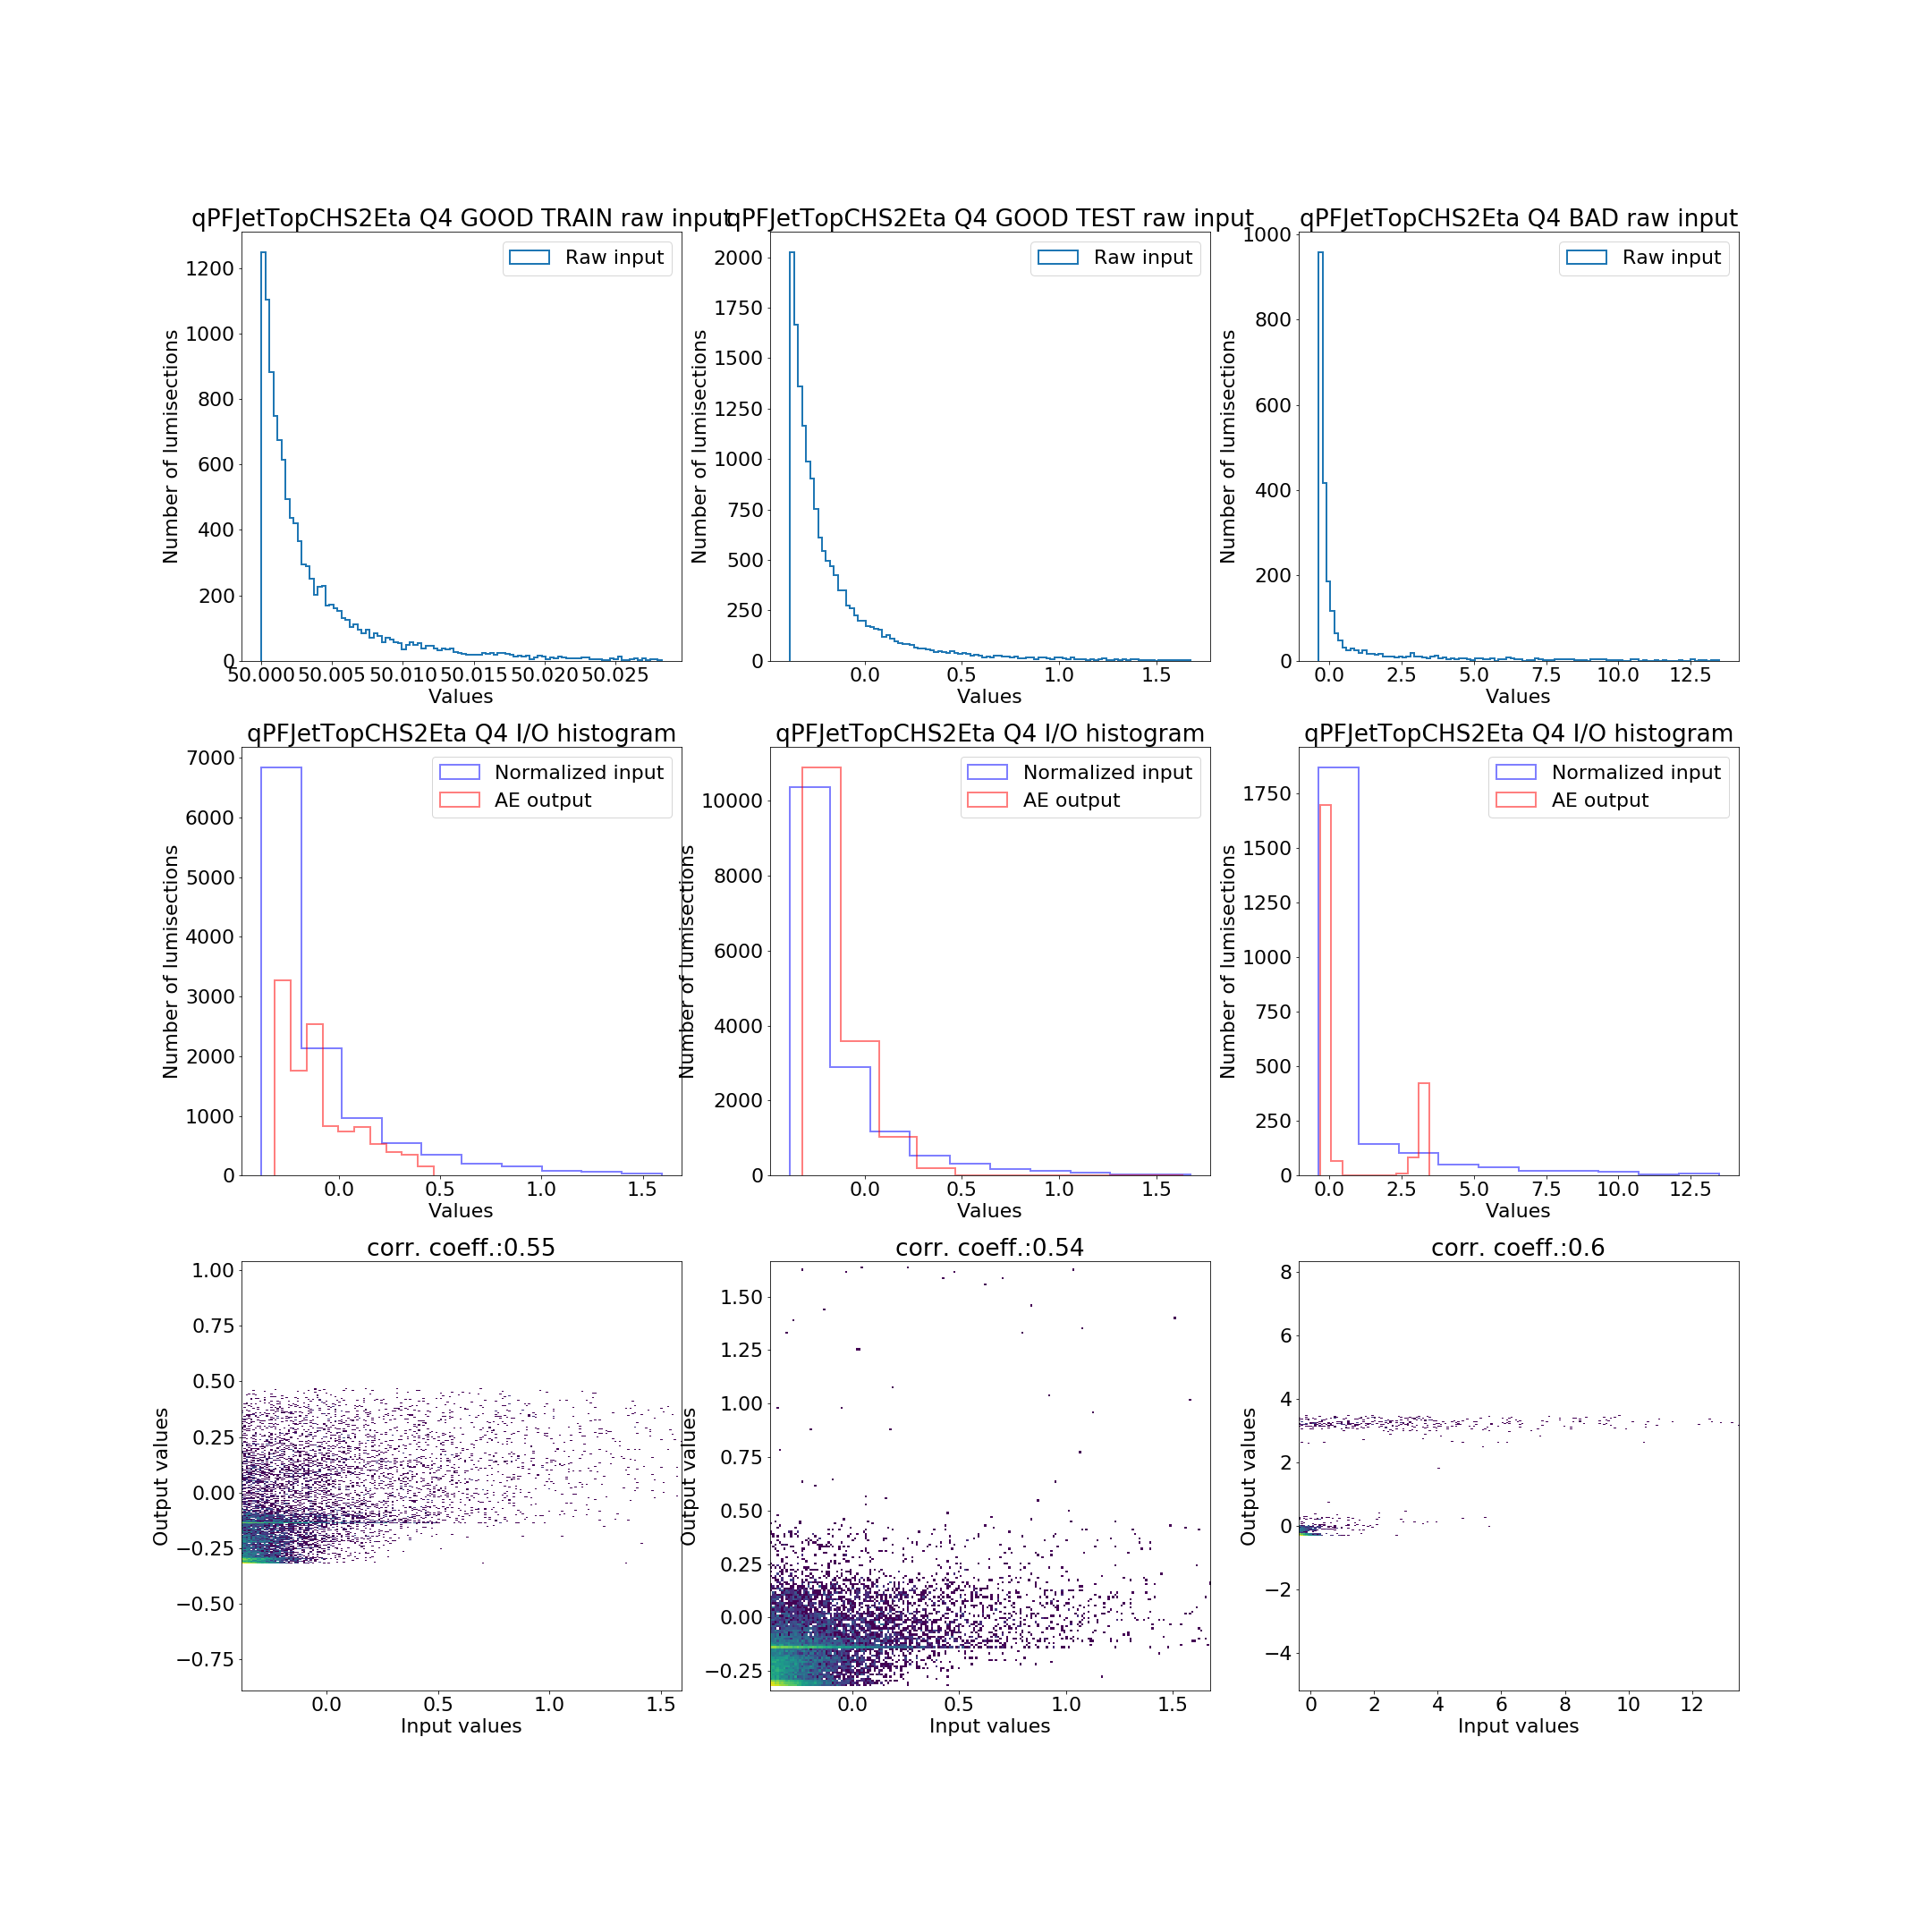 qPFJetTopCHS2Eta Q4 GOOD TRAIN raw input
Number of lumisections
1200
1000
800
600
400
200
0
Raw input
50.000 50.005 50.010 50.015 50.020 50.025
Values
qPFJetTopCHS2Eta Q4 GOOD TEST raw input
Number of lumisections
2000
1750
1500
1250
1000
750
500
250
0
Raw input
0.0 0.5 1.0 1.5
Values
qPFJetTopCHS2Eta Q4 BAD raw input
Number of lumisections
1000
800
600
400
200
0
Raw input
0.0 2.5 5.0 7.5 10.0 12.5
Values
qPFJetTopCHS2Eta Q4 I/O histogram
Number of lumisections
7000
6000
5000
4000
3000
2000
1000
0
Normalized input
AE output
0.0 0.5 1.0 1.5
Values
qPFJetTopCHS2Eta Q4 I/O histogram
Number of lumisections
10000
8000
6000
4000
2000
0
Normalized input
AE output
0.0 0.5 1.0 1.5
Values
qPFJetTopCHS2Eta Q4 I/O histogram
Number of lumisections
1750
1500
1250
1000
750
500
250
0
Normalized input
AE output
0.0 2.5 5.0 7.5 10.0 12.5
Values
corr. coeff.:0.55
Output values
1.00
0.75
0.50
0.25
0.00
−0.25
−0.50
−0.75
0.0 0.5 1.0 1.5
Input values
corr. coeff.:0.54
Output values
1.50
1.25
1.00
0.75
0.50
0.25
0.00
−0.25
0.0 0.5 1.0 1.5
Input values
corr. coeff.:0.6
Output values
8
6
4
2
0
−2
−4
0 2 4 6 8 10 12
Input values